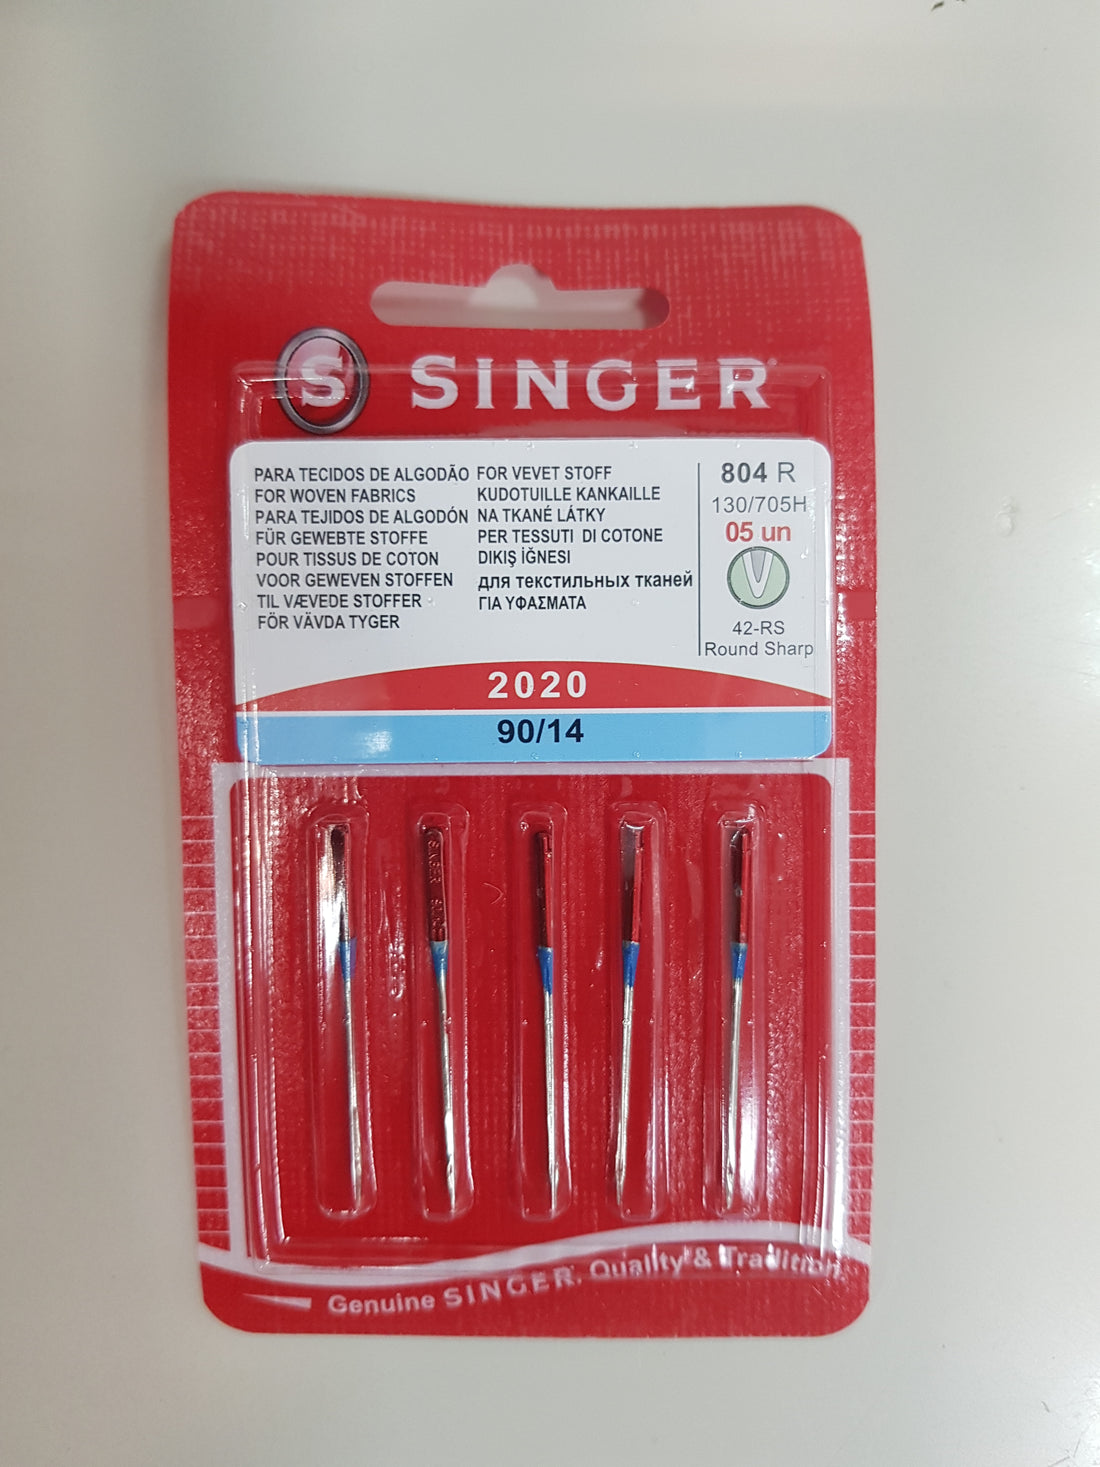 S SINGER
PARA TECIDOS DE ALGODÃO
FOR WOVEN FABRICS
PARA TEJIDOS DE ALGODÓN
FÜR GEWEBTE STOFFE
POUR TISSUS DE COTON
VOOR GEWEVEN STOFFEN
TIL VÆVEDE STOFFER
FÖR VÄVDA TYGER
FOR VEVET STOFF
KUDOTUILLE KANKAILLE
NA TKANÉ LÁTKY
PER TESSUTI DI COTONE
DIKIŞ İĞNESI
для текстильных тканей
ΓΙΑ ΥΦΑΣΜΑΤΑ
804 R
130/705H
05 un
42-RS
Round Sharp
2020
90/14
SINGER
Genuine SINGER. Quality & Tradition